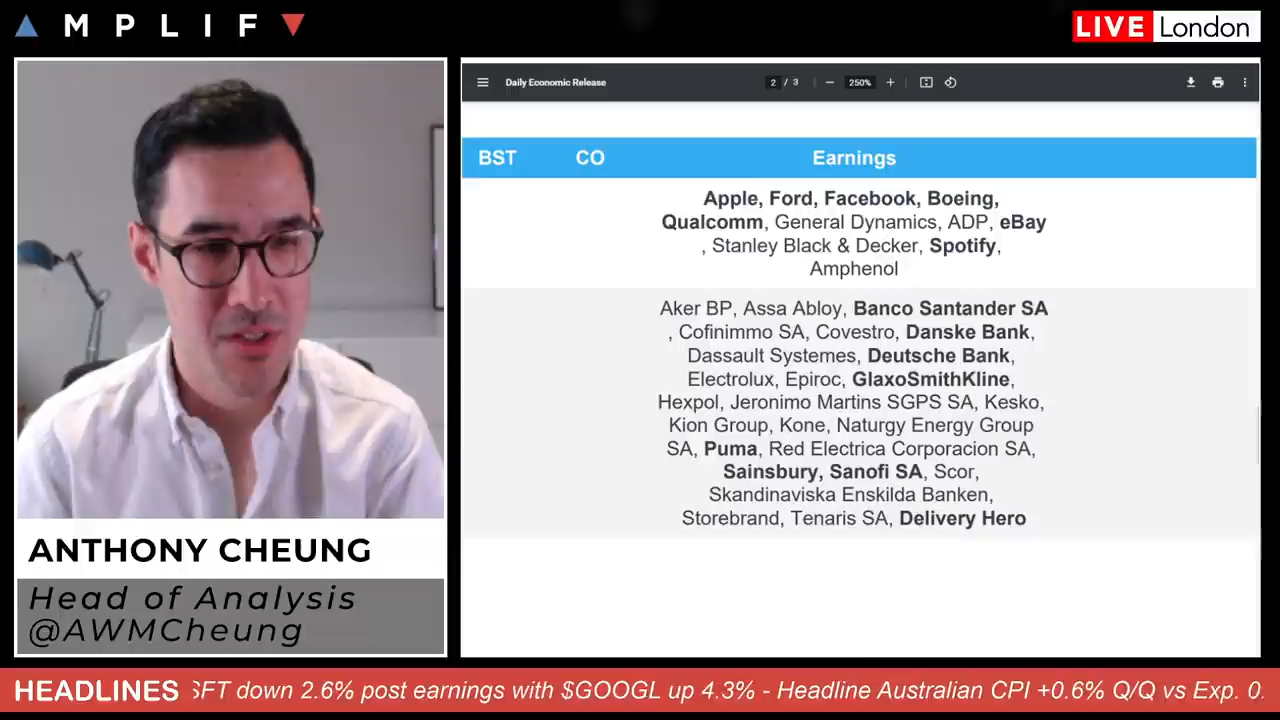 MPLIF
LIVE London
Daily Economic Release
2 / 3
250%
BST CO Earnings
Apple, Ford, Facebook, Boeing,
Qualcomm, General Dynamics, ADP, eBay
, Stanley Black & Decker, Spotify,
Amphenol
Aker BP, Assa Abloy, Banco Santander SA
, Cofinimmo SA, Covestro, Danske Bank,
Dassault Systemes, Deutsche Bank,
Electrolux, Epiroc, GlaxoSmithKline,
Hexpol, Jeronimo Martins SGPS SA, Kesko,
Kion Group, Kone, Naturgy Energy Group
SA, Puma, Red Electrica Corporacion SA,
Sainsbury, Sanofi SA, Scor,
Skandinaviska Enskilda Banken,
Storebrand, Tenaris SA, Delivery Hero
ANTHONY CHEUNG
Head of Analysis
@AWMCheung
HEADLINES SFT down 2.6% post earnings with $GOOGL up 4.3% - Headline Australian CPI +0.6% Q/Q vs Exp. 0.